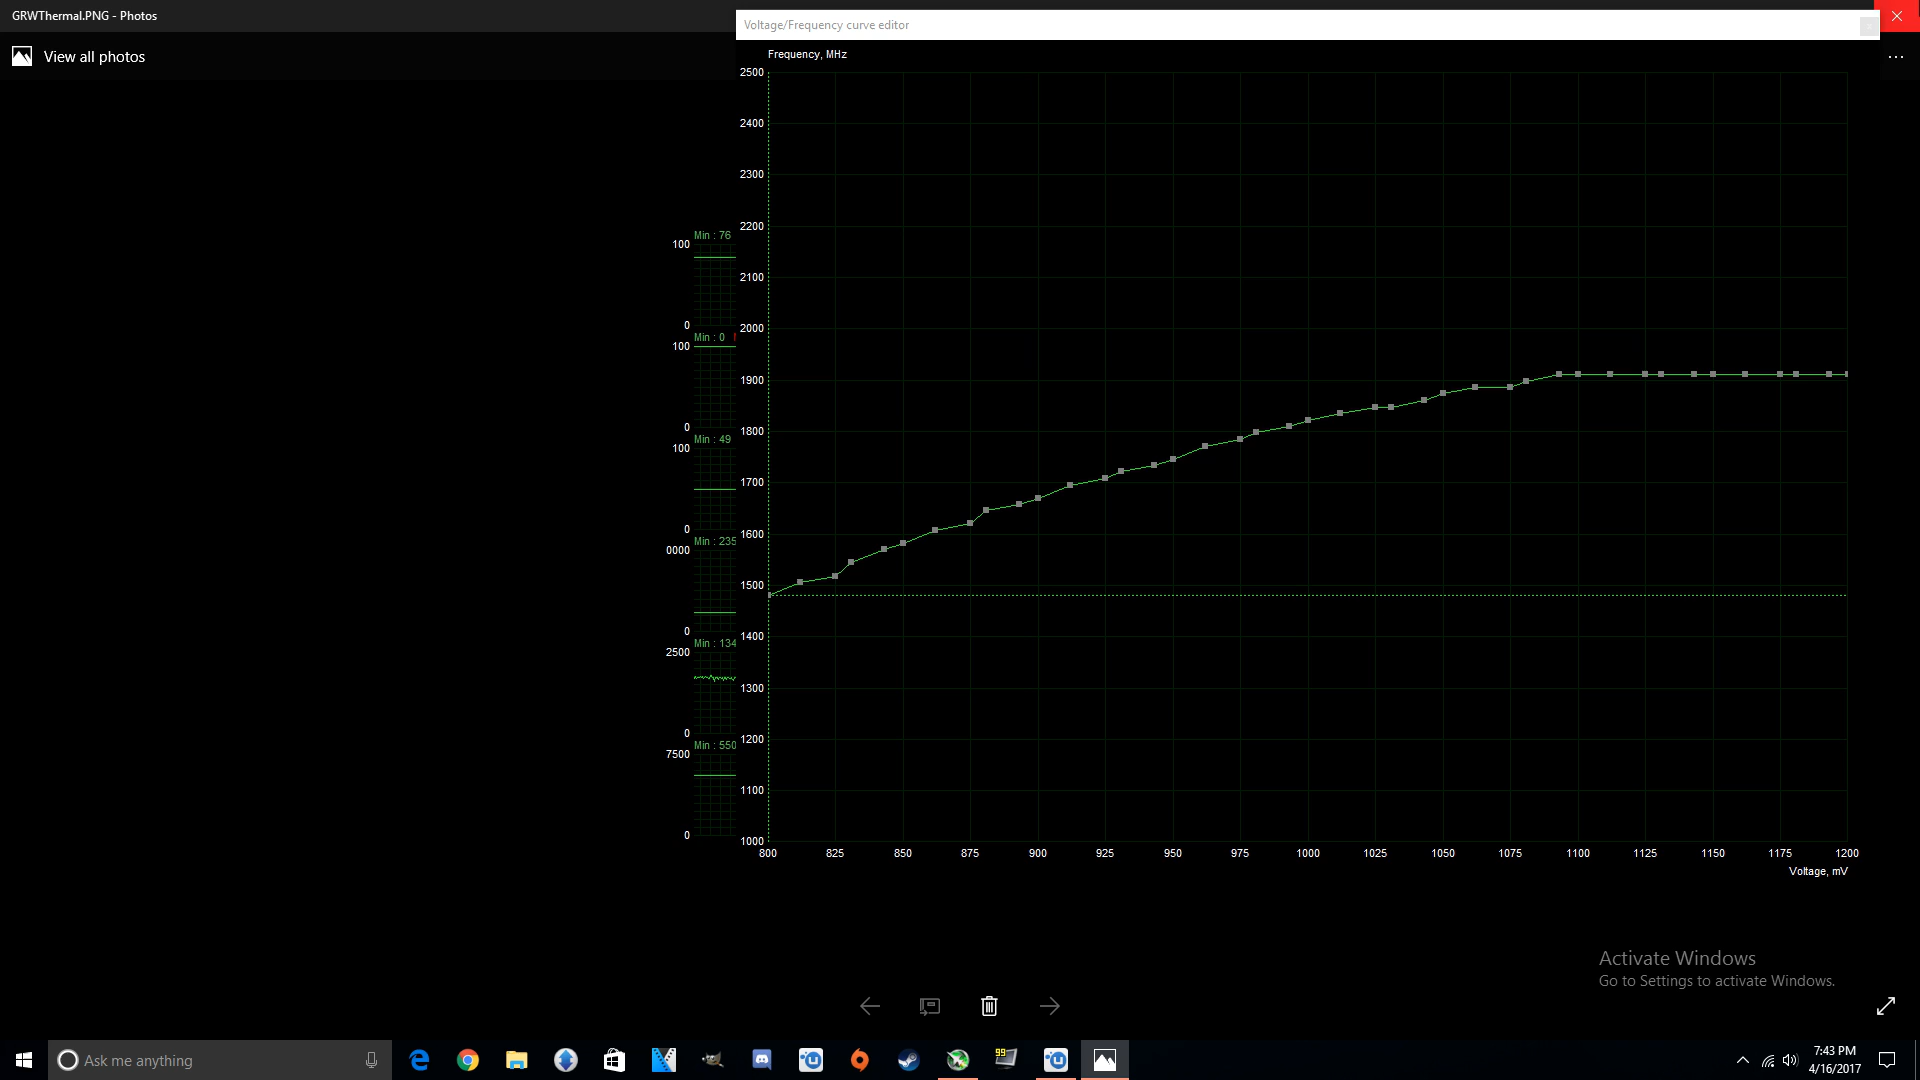 GRWThermal.PNG - Photos
View all photos
Voltage/Frequency curve editor
Frequency, MHz
2500
2400
2300
2200
2100
2000
1900
1800
1700
1600
1500
1400
1300
1200
1100
1000
800 825 850 875 900 925 950 975 1000 1025 1050 1075 1100 1125 1150 1175 1200
Voltage, mV
Min : 76
100
0
Min : 0
100
0
Min : 49
100
0
Min : 235
0000
0
Min : 134
2500
0
Min : 550
7500
0
Activate Windows
Go to Settings to activate Windows.
Ask me anything
99
7:43 PM
4/16/2017